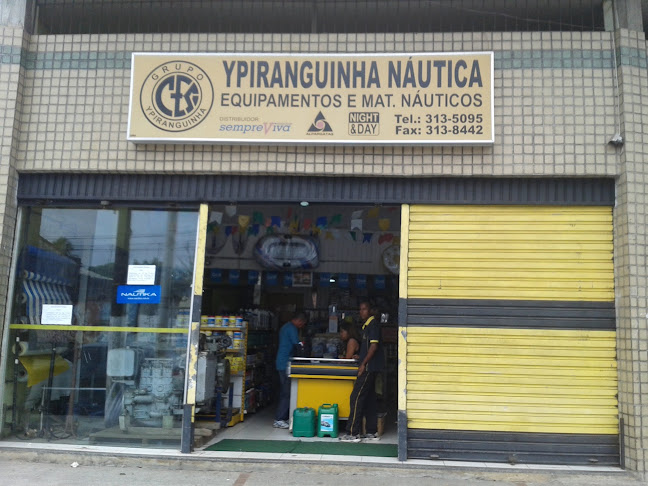 GRUPO
YPIRANGUINHA
YPIRANGUINHA NÁUTICA
EQUIPAMENTOS E MAT. NÁUTICOS
DISTRIBUIDOR
sempreViva
NIGHT
&DAY
Tel.: 313-5095
Fax: 313-8442
NAUTIKA